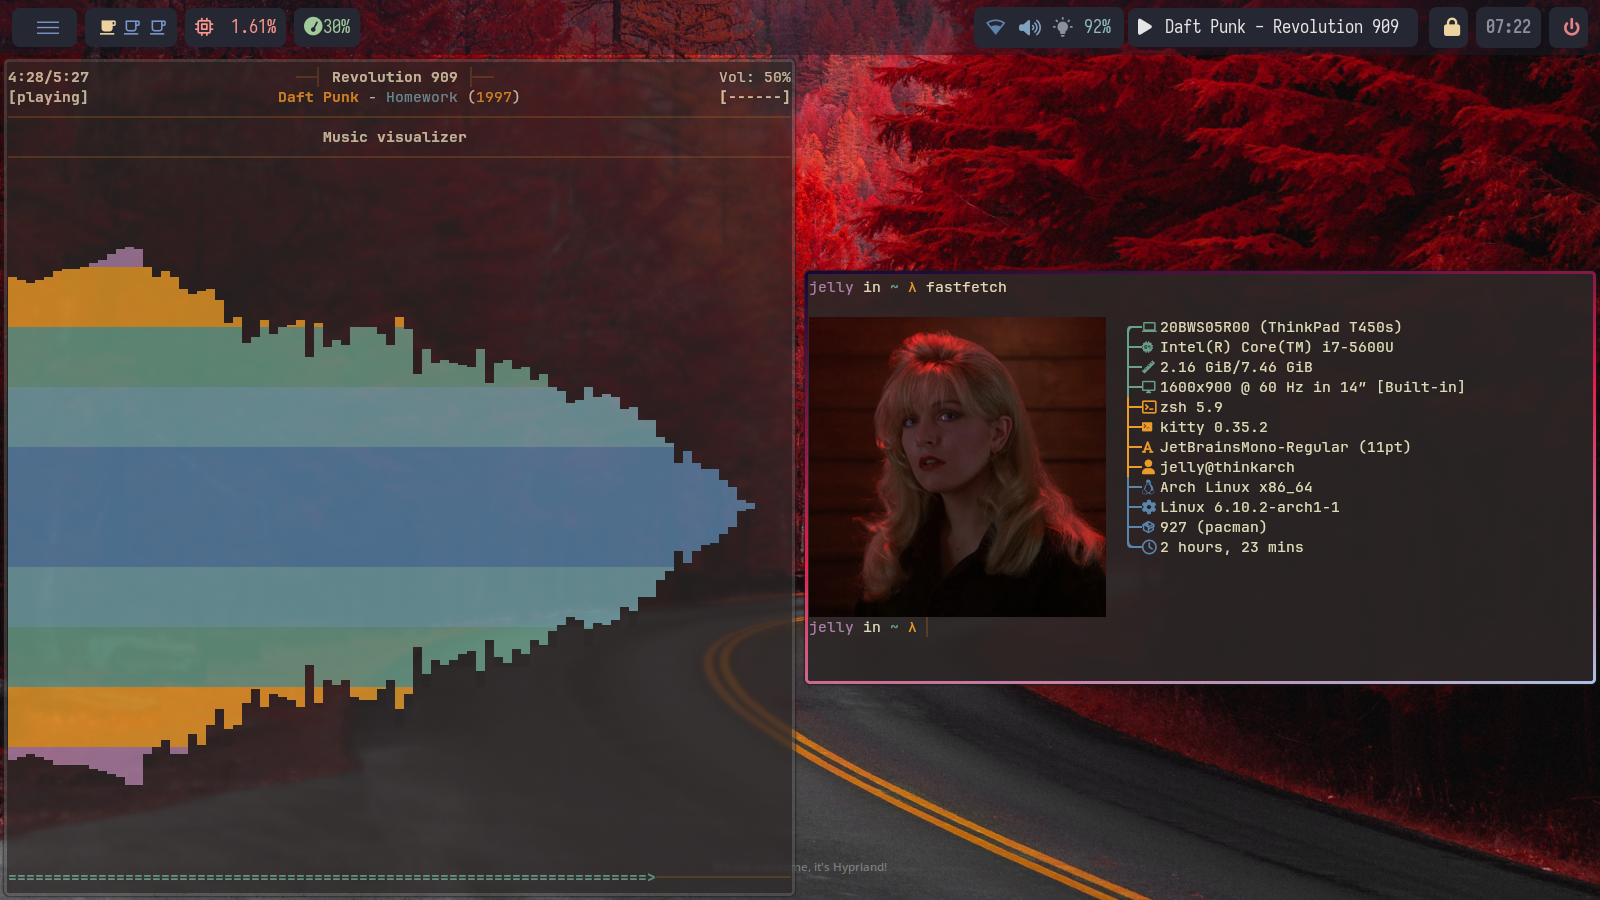 1.61%
30%
92%
Daft Punk - Revolution 909
07:22
4:28/5:27
Revolution 909
Vol: 50%
[playing]
Daft Punk - Homework (1997)
[------]
Music visualizer
jelly in ~ λ fastfetch
20BWS05R00 (ThinkPad T450s)
Intel(R) Core(TM) i7-5600U
2.16 GiB/7.46 GiB
1600x900 @ 60 Hz in 14″ [Built-in]
zsh 5.9
kitty 0.35.2
JetBrainsMono-Regular (11pt)
jelly@thinkarch
Arch Linux x86_64
Linux 6.10.2-arch1-1
927 (pacman)
2 hours, 23 mins
jelly in ~ λ
it's Hyprland!